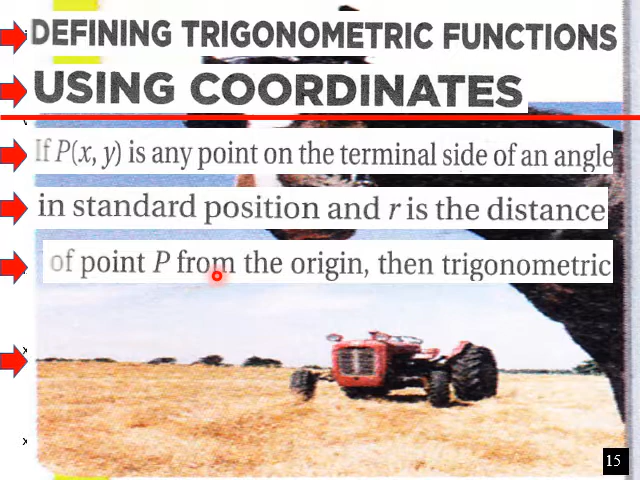 DEFINING TRIGONOMETRIC FUNCTIONS
USING COORDINATES
If P(x, y) is any point on the terminal side of an angle
in standard position and r is the distance
of point P from the origin, then trigonometric
15